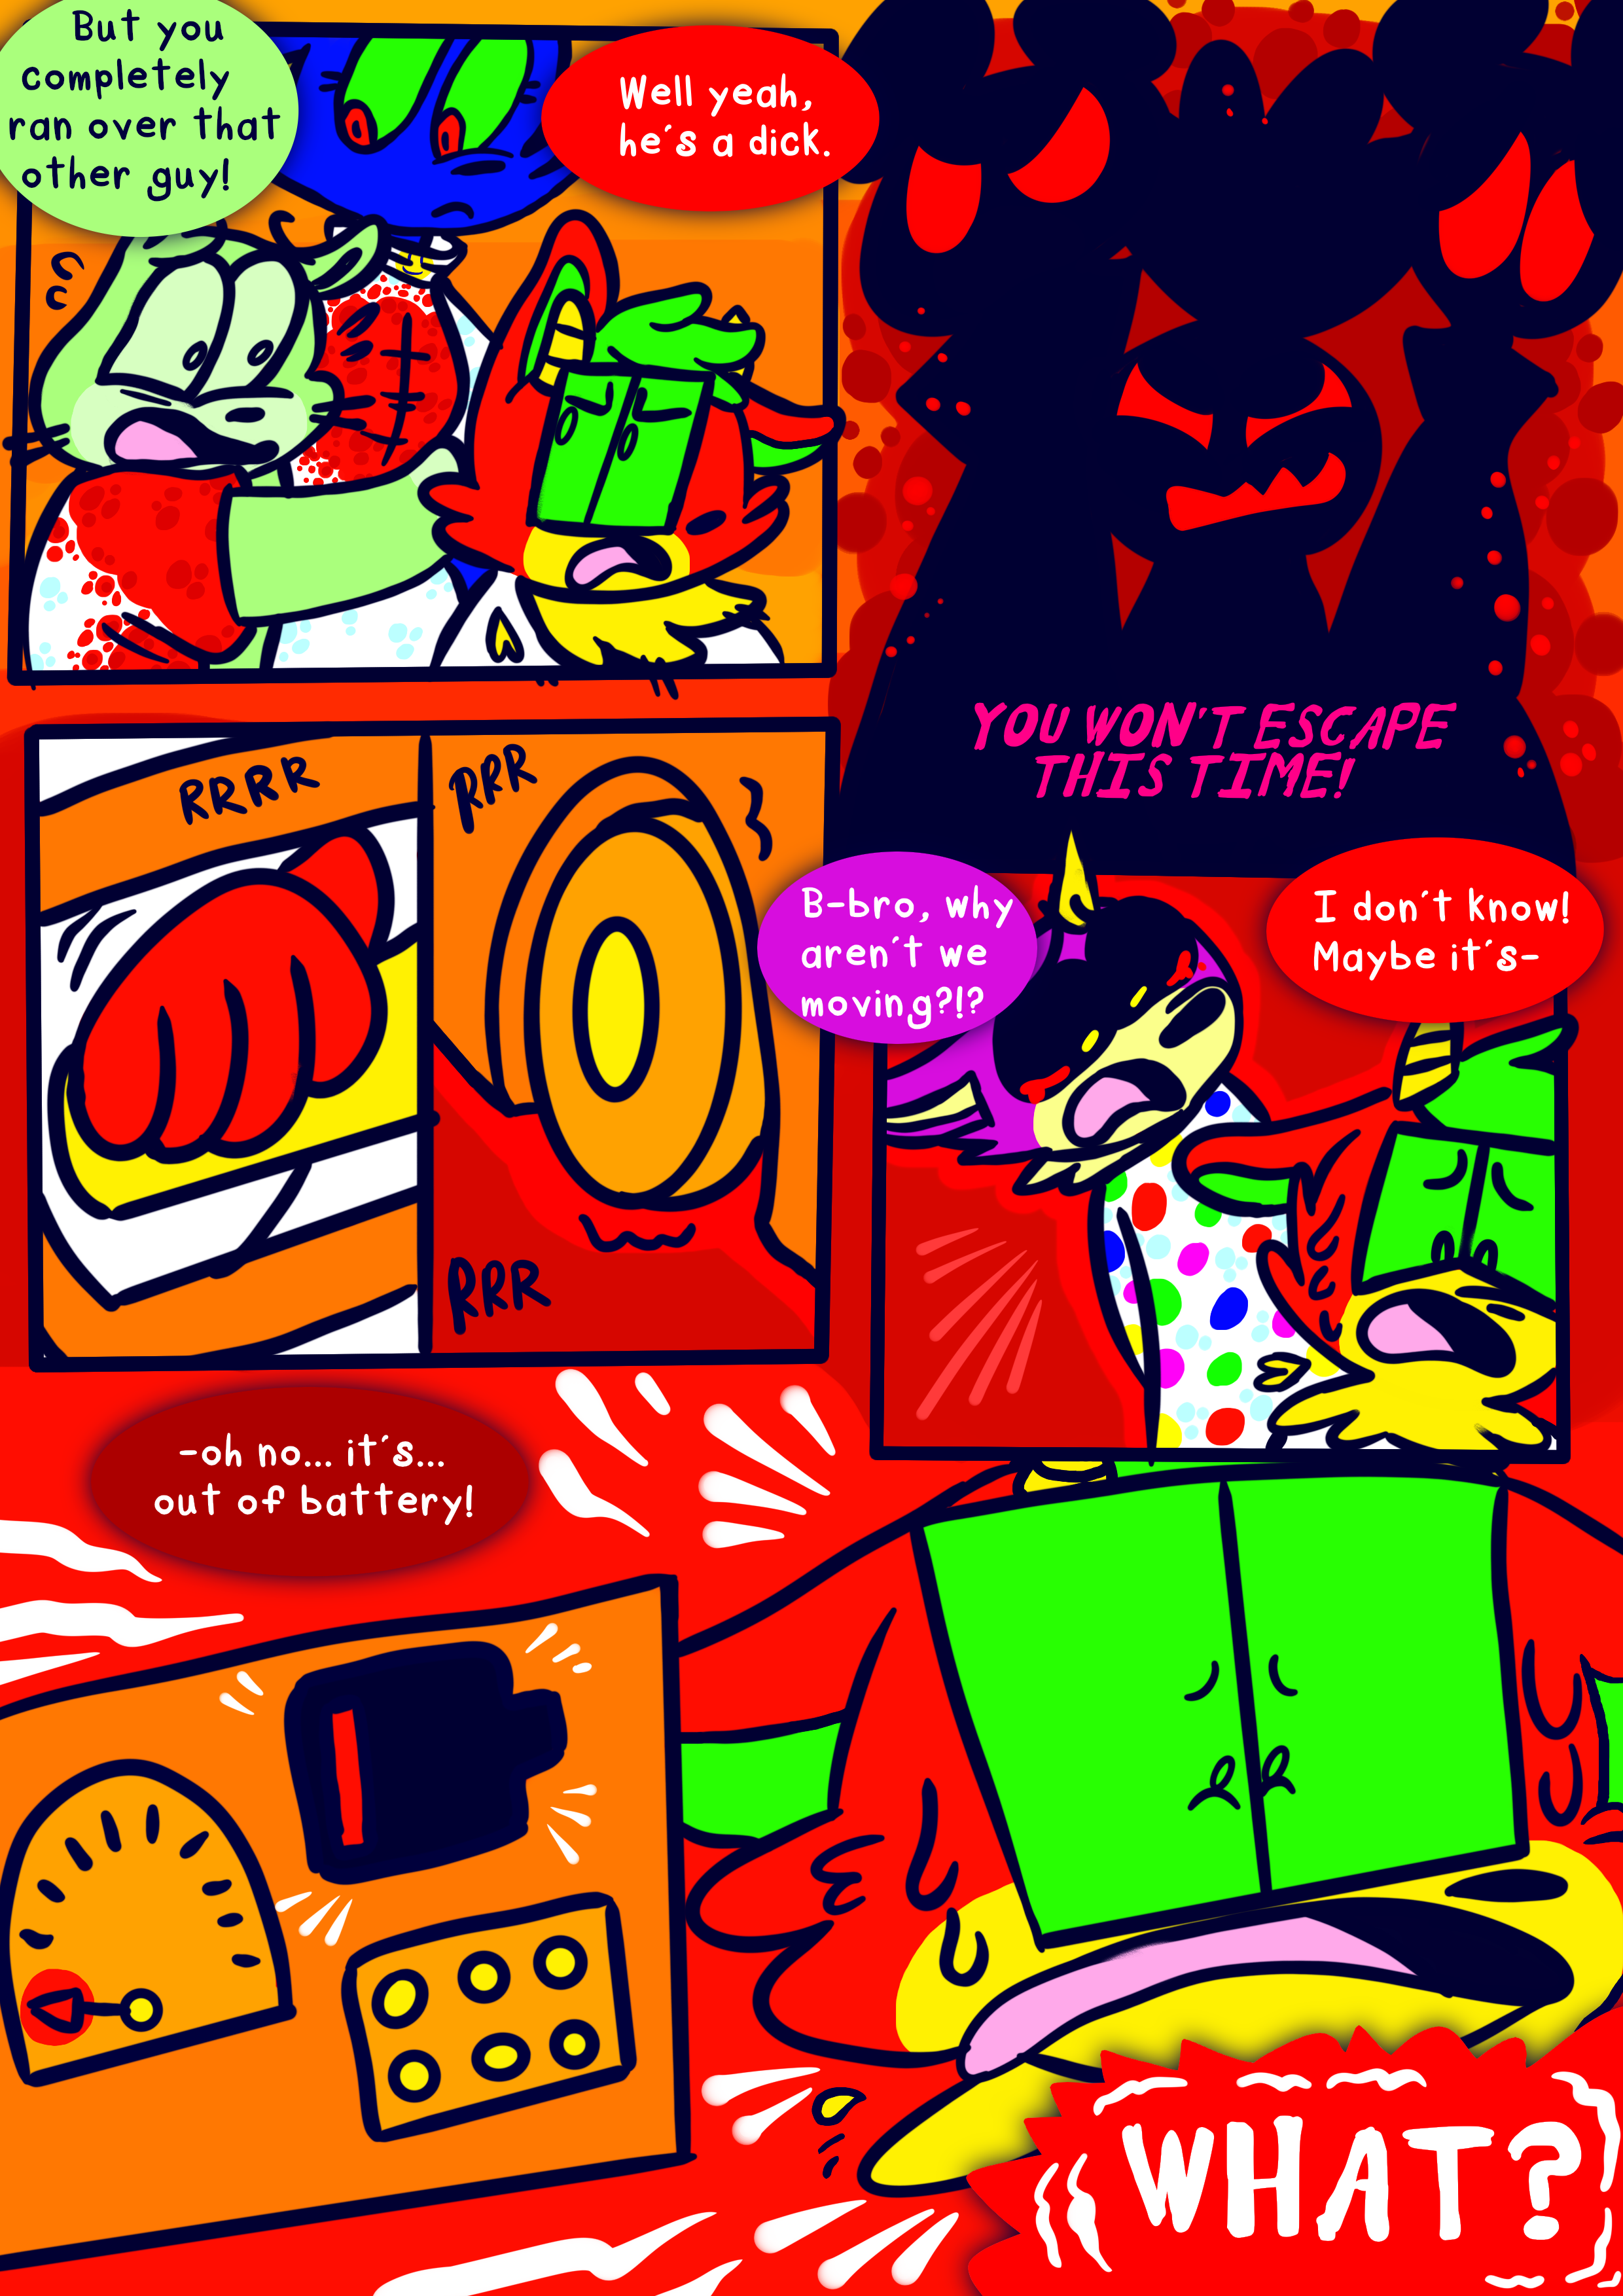 But you
completely
ran over that
other guy!
Well yeah,
he's a dick.
YOU WON'T ESCAPE
THIS TIME!
RRRR
RRR
RRR
B-bro, why
aren't we
moving?!?
I don't know!
Maybe it's-
-oh no... it's...
out of battery!
WHAT?